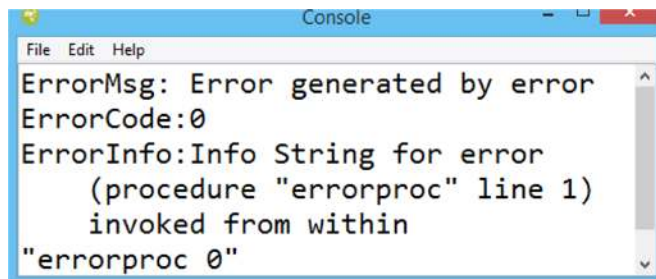 Console
File Edit Help
ErrorMsg: Error generated by error
ErrorCode:0
ErrorInfo:Info String for error
    (procedure "errorproc" line 1)
    invoked from within
"errorproc 0"